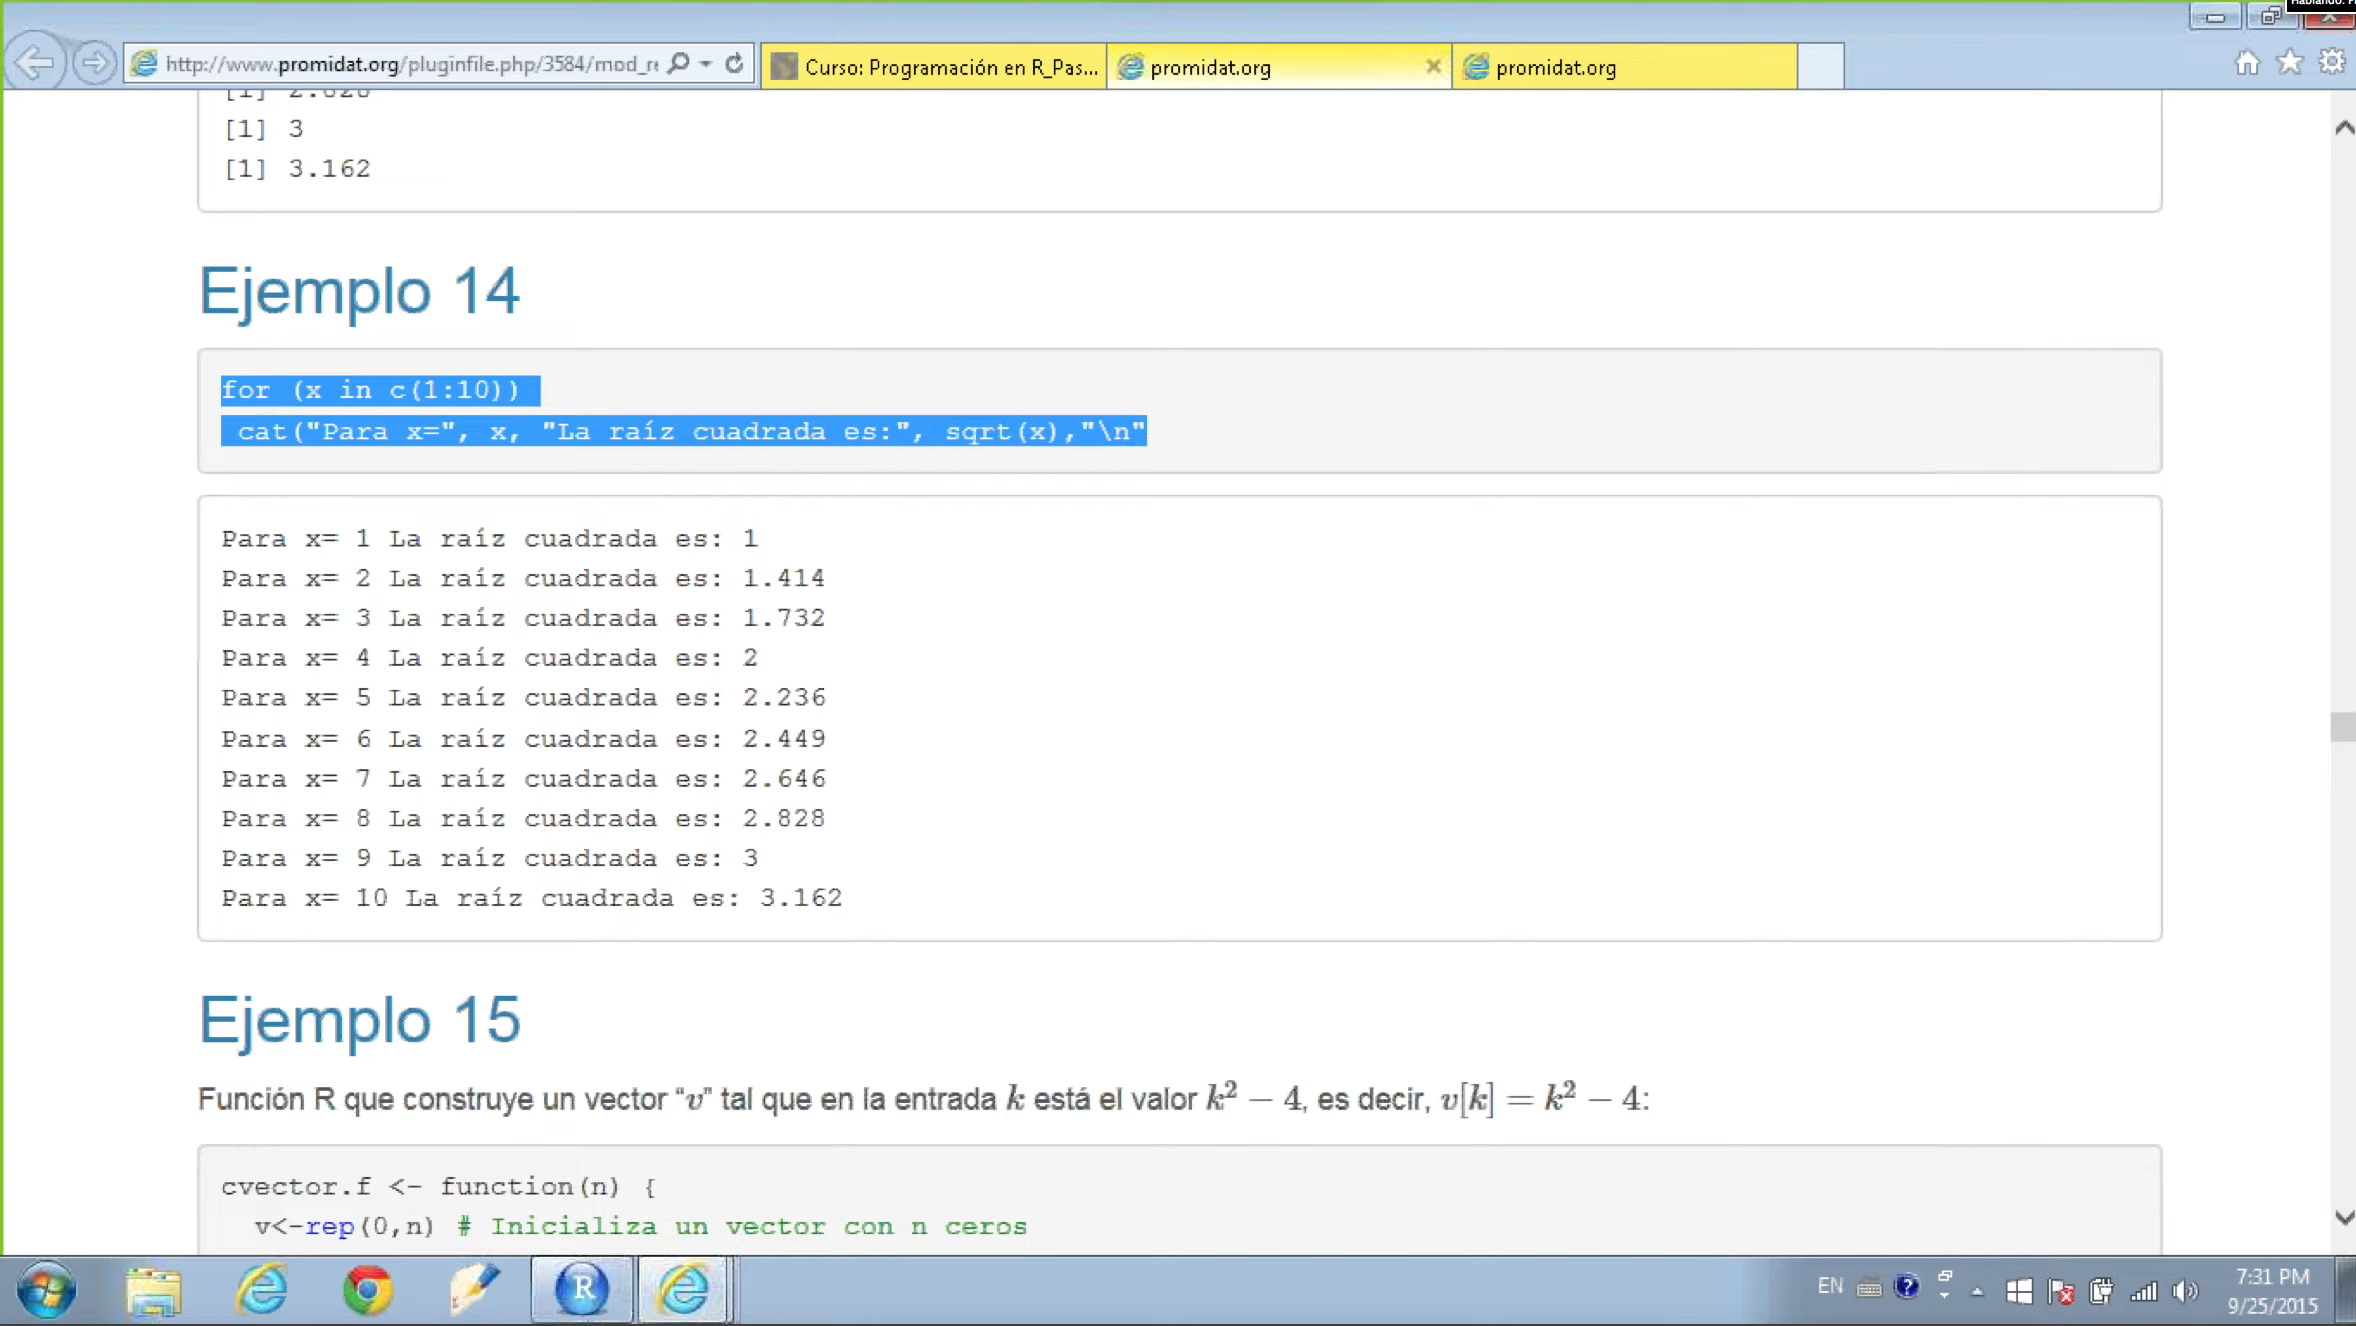 Hablando:
http://www.promidat.org/pluginfile.php/3584/mod_re
Curso: Programación en R_Pas...
promidat.org
promidat.org
[1] 2.828
[1] 3
[1] 3.162
Ejemplo 14
for (x in c(1:10))
cat("Para x=", x, "La raíz cuadrada es:", sqrt(x),"\n"
Para x= 1 La raíz cuadrada es: 1
Para x= 2 La raíz cuadrada es: 1.414
Para x= 3 La raíz cuadrada es: 1.732
Para x= 4 La raíz cuadrada es: 2
Para x= 5 La raíz cuadrada es: 2.236
Para x= 6 La raíz cuadrada es: 2.449
Para x= 7 La raíz cuadrada es: 2.646
Para x= 8 La raíz cuadrada es: 2.828
Para x= 9 La raíz cuadrada es: 3
Para x= 10 La raíz cuadrada es: 3.162
Ejemplo 15
Función R que construye un vector “v” tal que en la entrada k está el valor k² − 4, es decir, v[k] = k² − 4:
cvector.f <- function(n) {
v<-rep(0,n) # Inicializa un vector con n ceros
R
EN
7:31 PM
9/25/2015